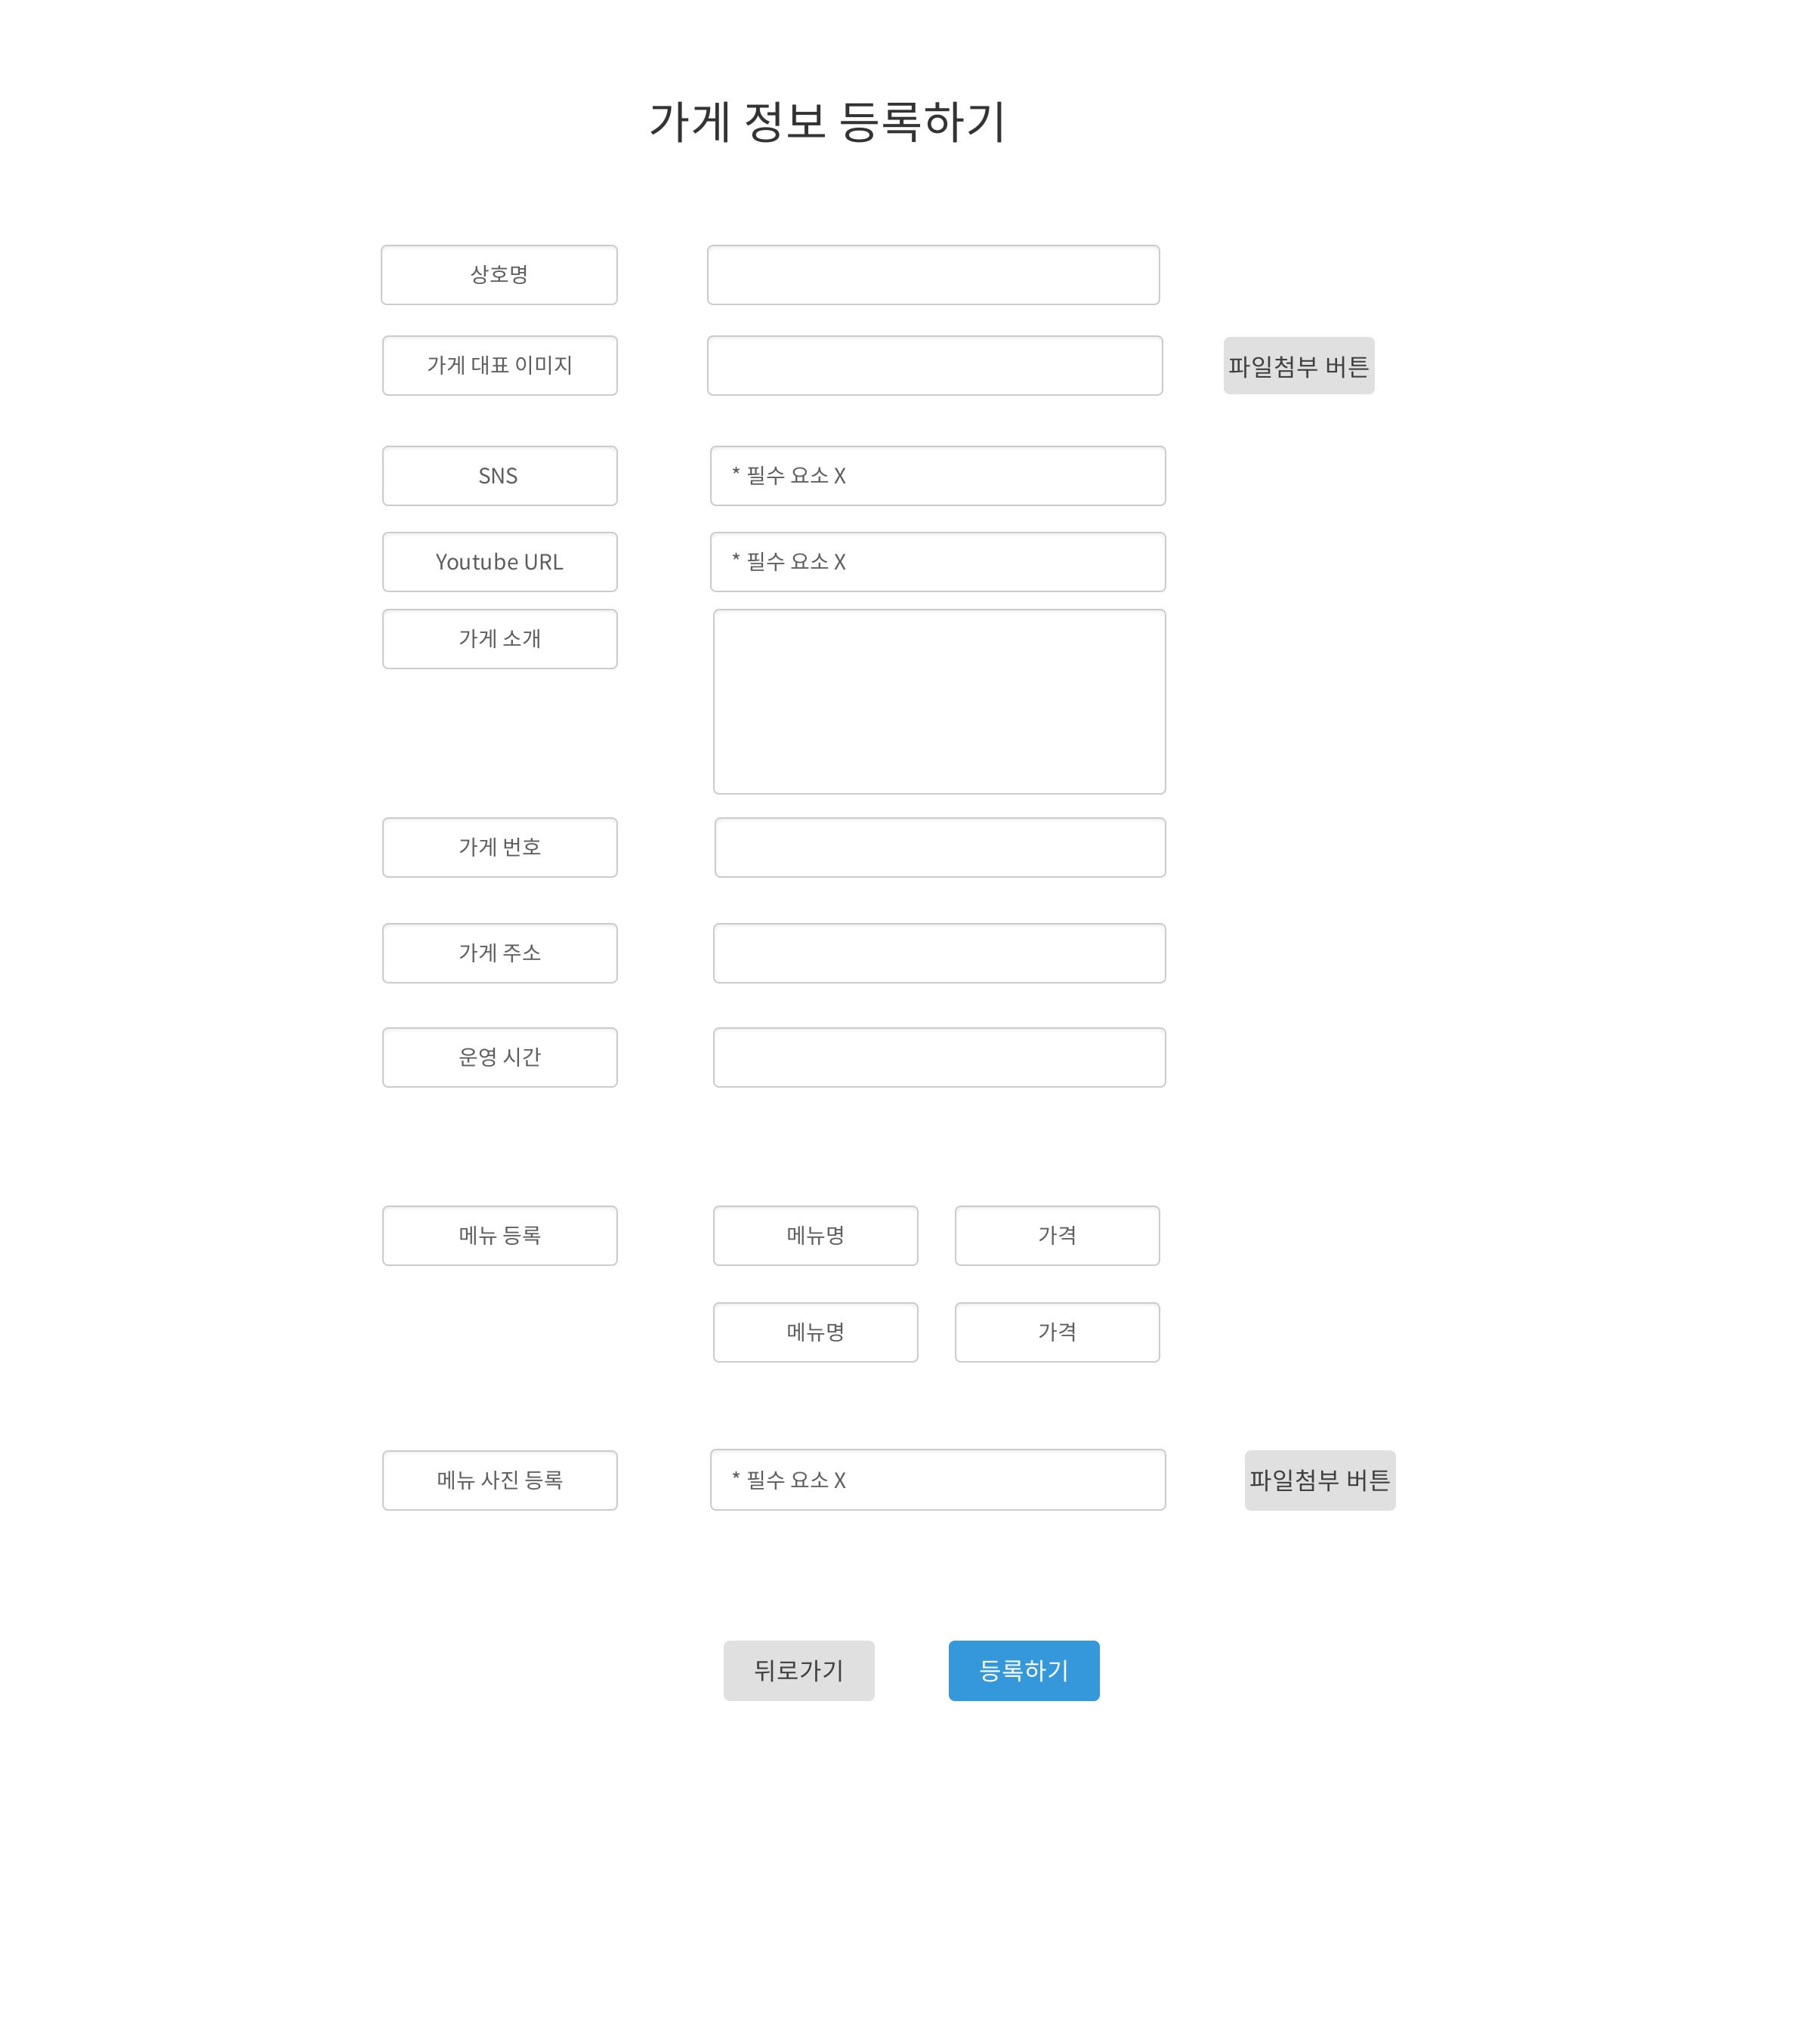 가게 정보 등록하기
상호명
가게 대표 이미지
파일첨부 버튼
SNS
* 필수 요소 X
Youtube URL
* 필수 요소 X
가게 소개
가게 번호
가게 주소
운영 시간
메뉴 등록
메뉴명
가격
메뉴명
가격
메뉴 사진 등록
* 필수 요소 X
파일첨부 버튼
뒤로가기
등록하기